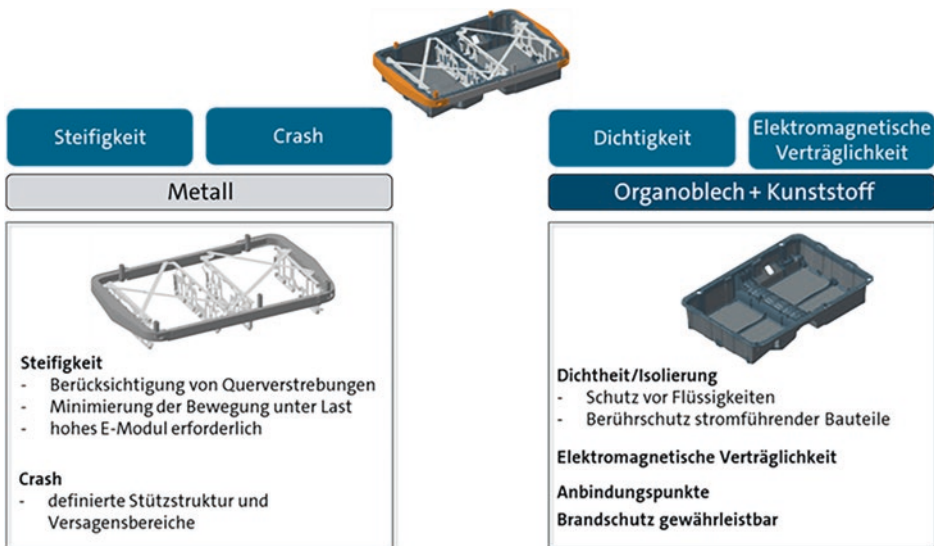 Steifigkeit
Crash
Metall
Steifigkeit
- Berücksichtigung von Querverstrebungen
- Minimierung der Bewegung unter Last
- hohes E-Modul erforderlich
Crash
- definierte Stützstruktur und
Versagensbereiche
Dichtigkeit
Elektromagnetische
Verträglichkeit
Organoblech + Kunststoff
Dichtheit/Isolierung
- Schutz vor Flüssigkeiten
- Berührschutz stromführender Bauteile
Elektromagnetische Verträglichkeit
Anbindungspunkte
Brandschutz gewährleistbar